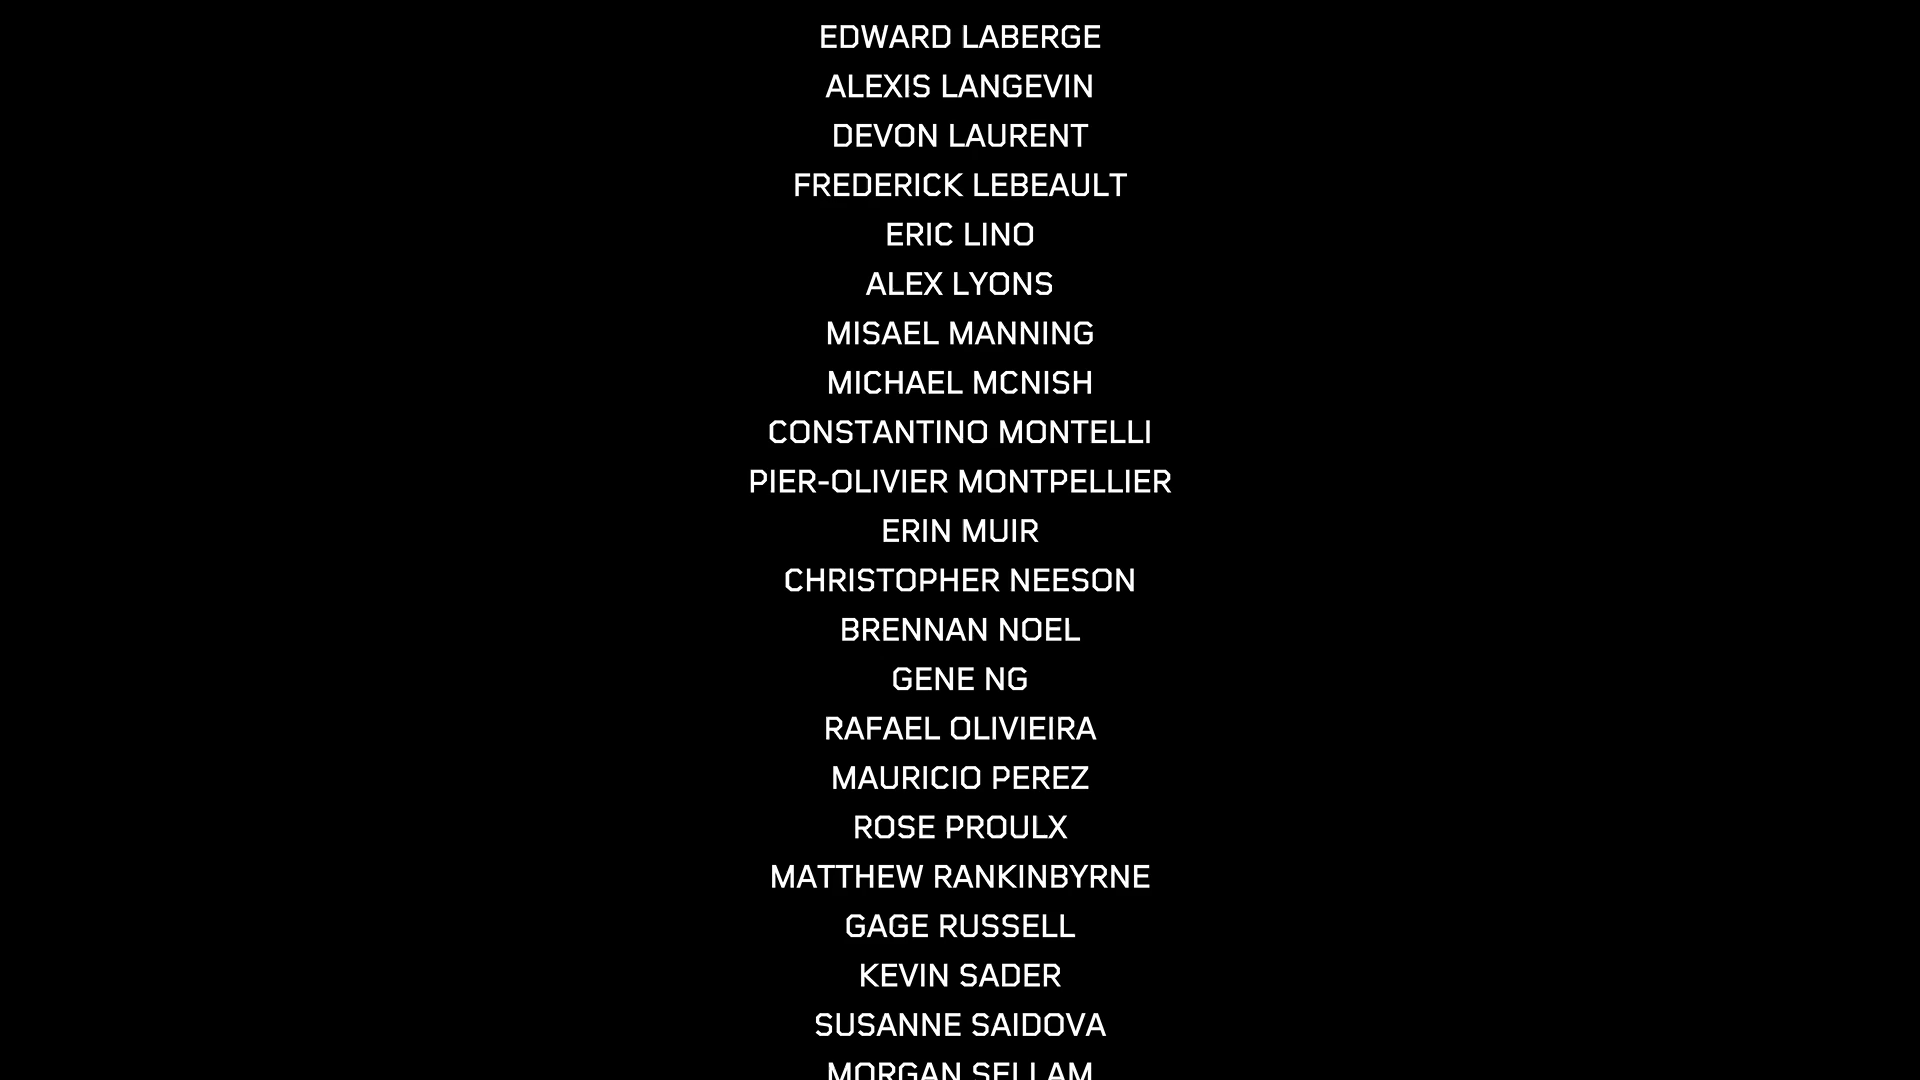 EDWARD LABERGE
ALEXIS LANGEVIN
DEVON LAURENT
FREDERICK LEBEAULT
ERIC LINO
ALEX LYONS
MISAEL MANNING
MICHAEL MCNISH
CONSTANTINO MONTELLI
PIER-OLIVIER MONTPELLIER
ERIN MUIR
CHRISTOPHER NEESON
BRENNAN NOEL
GENE NG
RAFAEL OLIVIEIRA
MAURICIO PEREZ
ROSE PROULX
MATTHEW RANKINBYRNE
GAGE RUSSELL
KEVIN SADER
SUSANNE SAIDOVA
MORGAN SELLAM